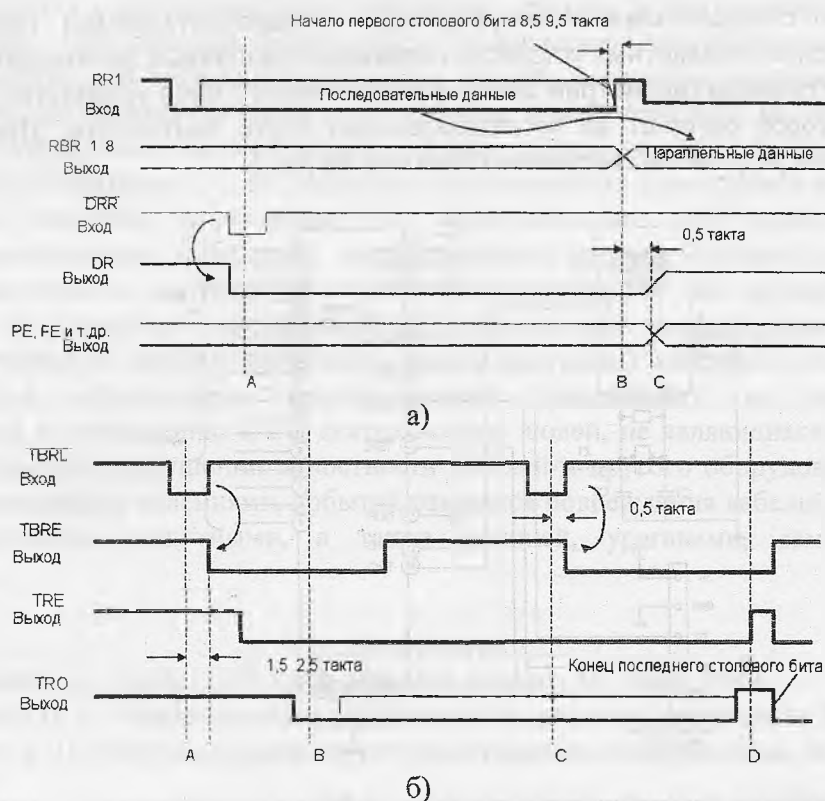 Начало первого стопового бита 8,5 9,5 такта
RR1
Вход
Последовательные данные
RBR 1 8
Выход
Параллельные данные
DRR
Вход
0,5 такта
DR
Выход
PE, FE и т.др.
Выход
A
B
C
а)
TBRL
Вход
0,5 такта
TBRE
Выход
TRE
Выход
1,5 2,5 такта
Конец последнего стопового бита
TRO
Выход
A
B
C
D
б)